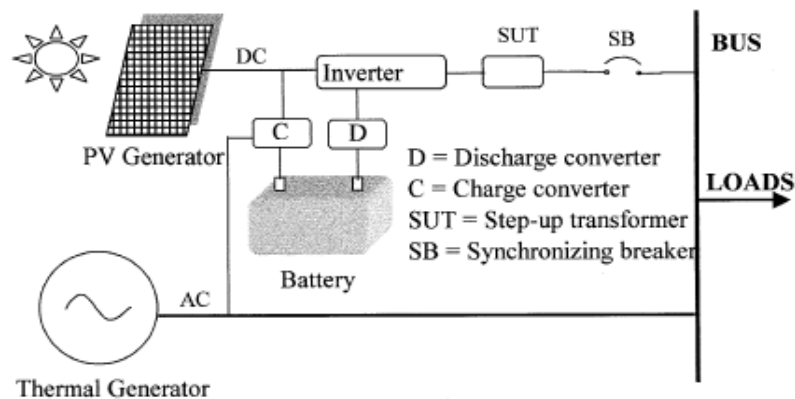 SUT
SB
BUS
DC
Inverter
C
D
PV Generator
D = Discharge converter
C = Charge converter
LOADS
SUT = Step-up transformer
SB = Synchronizing breaker
Battery
AC
Thermal Generator